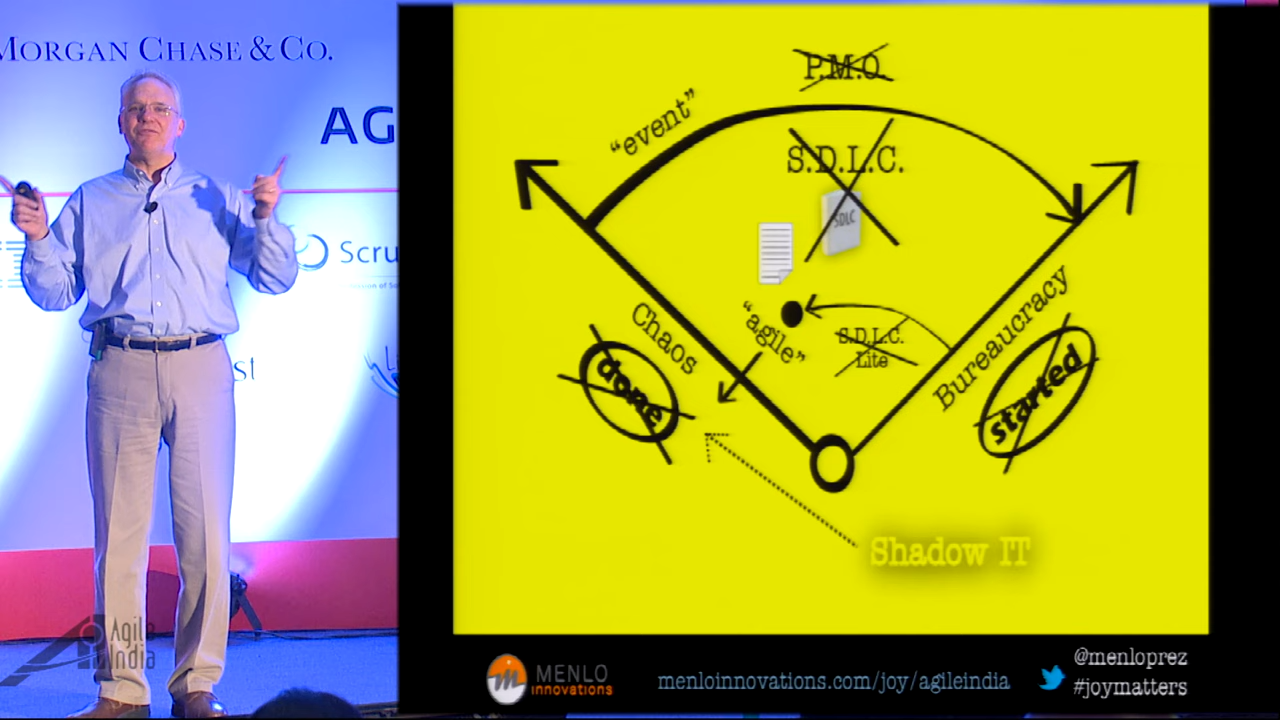 MORGAN CHASE & CO.
AG
Scru
Agile
India
P.M.O.
"event"
S.D.L.C.
SDLC
Chaos
"agile"
S.D.L.C.
Lite
Bureaucracy
done
started
Shadow IT
MENLO
innovations
menloinnovations.com/joy/agileindia
@menloprez
#joymatters